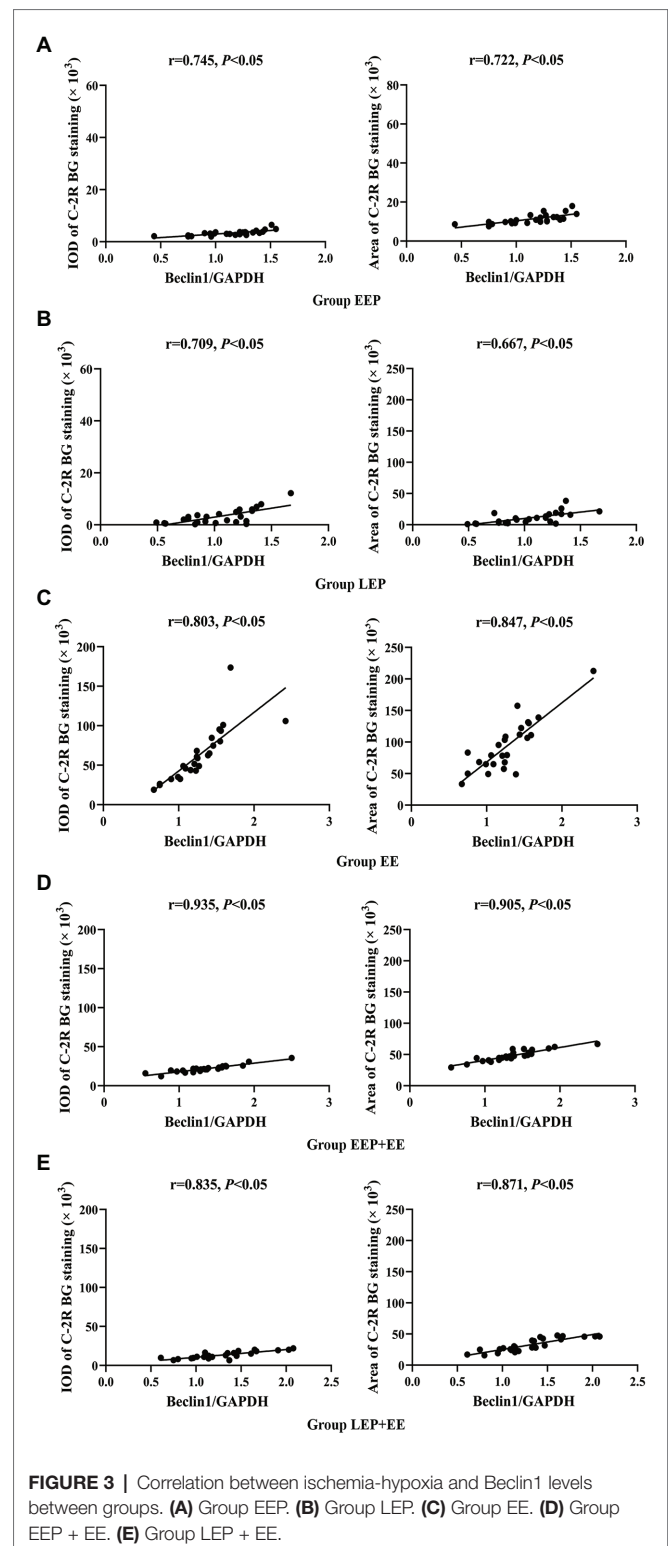 A
r=0.745, P<0.05
IOD of C-2R BG staining (× 10³)
60
40
20
0
0.0 0.5 1.0 1.5 2.0
Beclin1/GAPDH
r=0.722, P<0.05
Area of C-2R BG staining (× 10³)
80
60
40
20
0
0.0 0.5 1.0 1.5 2.0
Beclin1/GAPDH
Group EEP
B
r=0.709, P<0.05
IOD of C-2R BG staining (× 10³)
60
40
20
0
0.0 0.5 1.0 1.5 2.0
Beclin1/GAPDH
r=0.667, P<0.05
Area of C-2R BG staining (× 10³)
250
200
150
100
50
0
0.0 0.5 1.0 1.5 2.0
Beclin1/GAPDH
Group LEP
C
r=0.803, P<0.05
IOD of C-2R BG staining (× 10³)
200
150
100
50
0
0 1 2 3
Beclin1/GAPDH
r=0.847, P<0.05
Area of C-2R BG staining (× 10³)
250
200
150
100
50
0
0 1 2 3
Beclin1/GAPDH
Group EE
D
r=0.935, P<0.05
IOD of C-2R BG staining (× 10³)
200
150
100
50
0
0 1 2 3
Beclin1/GAPDH
r=0.905, P<0.05
Area of C-2R BG staining (× 10³)
250
200
150
100
50
0
0 1 2 3
Beclin1/GAPDH
Group EEP+EE
E
r=0.835, P<0.05
IOD of C-2R BG staining (× 10³)
200
150
100
50
0
0.0 0.5 1.0 1.5 2.0 2.5
Beclin1/GAPDH
r=0.871, P<0.05
Area of C-2R BG staining (× 10³)
250
200
150
100
50
0
0.0 0.5 1.0 1.5 2.0 2.5
Beclin1/GAPDH
Group LEP+EE
FIGURE 3 | Correlation between ischemia-hypoxia and Beclin1 levels
between groups. (A) Group EEP. (B) Group LEP. (C) Group EE. (D) Group
EEP + EE. (E) Group LEP + EE.